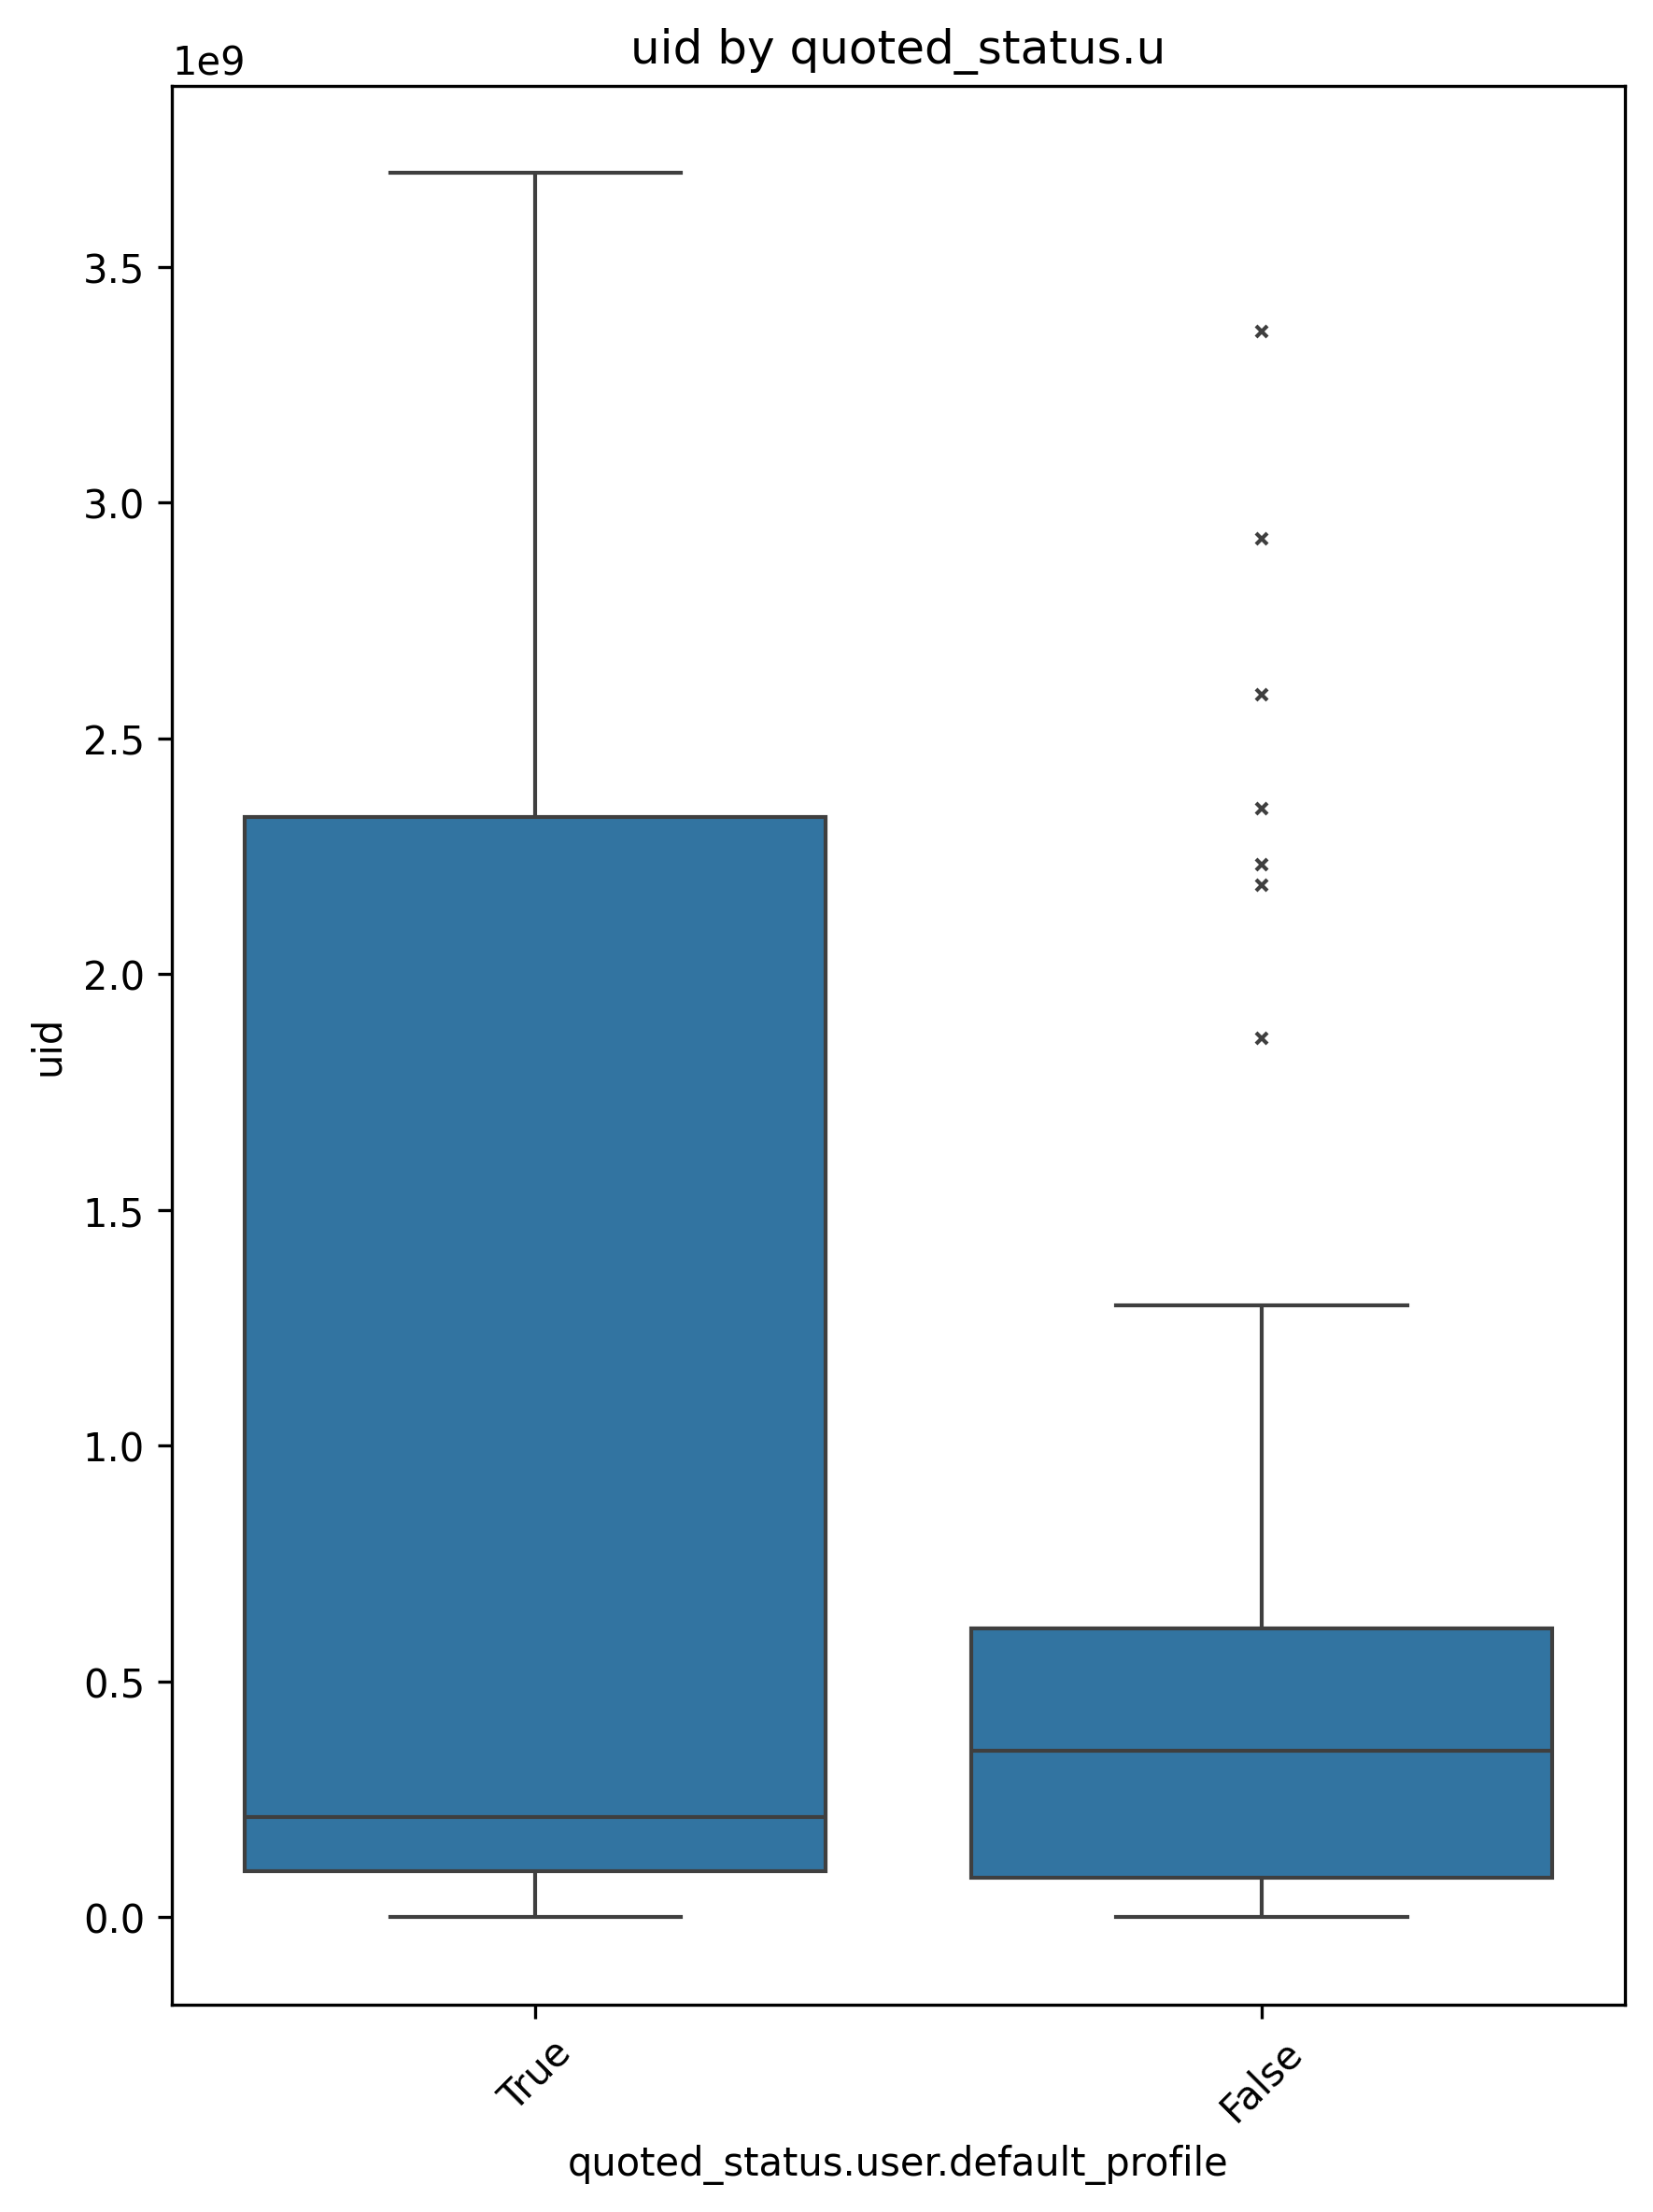 uid by quoted_status.u
1e9
3.5
3.0
2.5
2.0
1.5
1.0
0.5
0.0
uid
True
False
quoted_status.user.default_profile